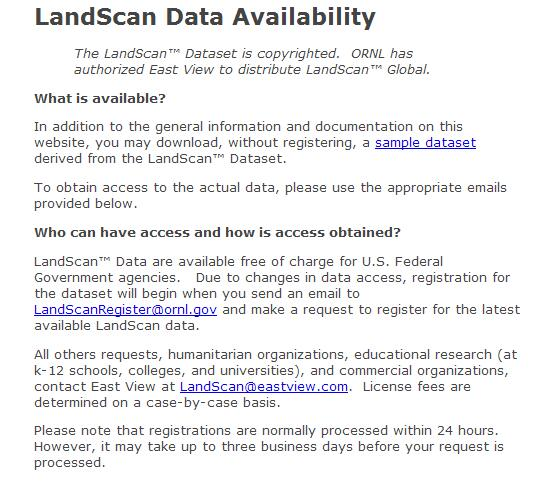 LandScan Data Availability
The LandScan™ Dataset is copyrighted.  ORNL has
authorized East View to distribute LandScan™ Global.
What is available?
In addition to the general information and documentation on this
website, you may download, without registering, a sample dataset
derived from the LandScan™ Dataset.
To obtain access to the actual data, please use the appropriate emails
provided below.
Who can have access and how is access obtained?
LandScan™ Data are available free of charge for U.S. Federal
Government agencies.   Due to changes in data access, registration for
the dataset will begin when you send an email to
LandScanRegister@ornl.gov and make a request to register for the latest
available LandScan data.
All others requests, humanitarian organizations, educational research (at
k-12 schools, colleges, and universities), and commercial organizations,
contact East View at LandScan@eastview.com.  License fees are
determined on a case-by-case basis.
Please note that registrations are normally processed within 24 hours.
However, it may take up to three business days before your request is
processed.